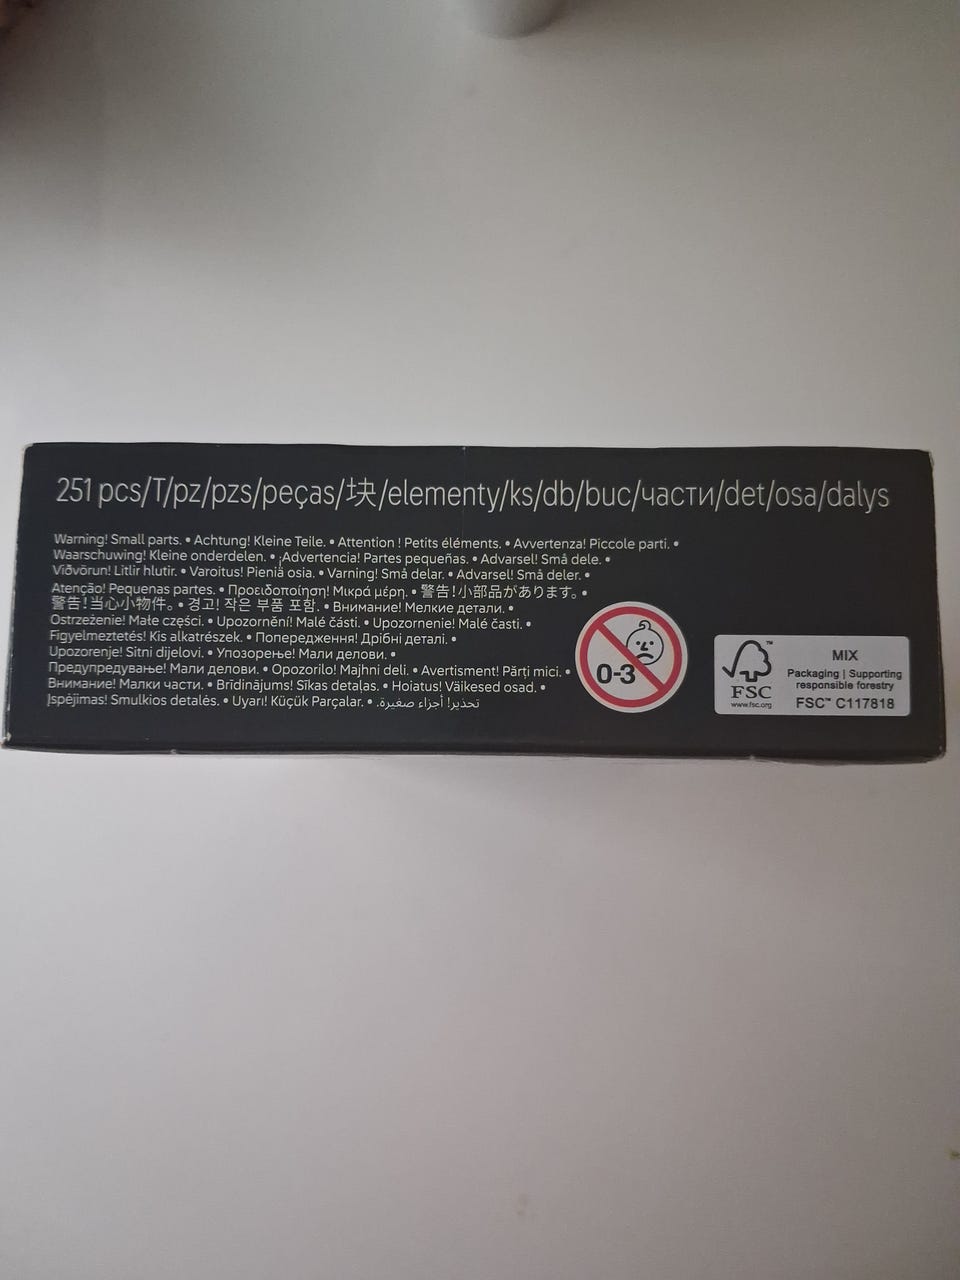 251 pcs/T/pz/pzs/peças/块/elementy/ks/db/buc/части/det/osa/dalys
Warning! Small parts. • Achtung! Kleine Teile. • Attention ! Petits éléments. • Avvertenza! Piccole parti. •
Waarschuwing! Kleine onderdelen. • ¡Advertencia! Partes pequeñas. • Advarsel! Små dele. •
Viðvörun! Litlir hlutir. • Varoitus! Pieniä osia. • Varning! Små delar. • Advarsel! Små deler. •
Atenção! Pequenas partes. • Προειδοποίηση! Μικρά μέρη. • 警告!小部品があります。 •
警告!当心小物件。 • 경고! 작은 부품 포함. • Внимание! Мелкие детали. •
Ostrzeżenie! Małe części. • Upozornění! Malé části. • Upozornenie! Malé časti. •
Figyelmeztetés! Kis alkatrészek. • Попередження! Дрібні деталі. •
Upozorenje! Sitni dijelovi. • Упозорење! Мали делови. •
Предупредување! Мали делови. • Opozorilo! Majhni deli. • Avertisment! Părți mici. •
Внимание! Малки части. • Brīdinājums! Sīkas detaļas. • Hoiatus! Väikesed osad. •
Įspėjimas! Smulkios detalės. • Uyarı! Küçük Parçalar. • تحذير! أجزاء صغيرة.
0-3
FSC™
www.fsc.org
MIX
Packaging | Supporting
responsible forestry
FSC™ C117818